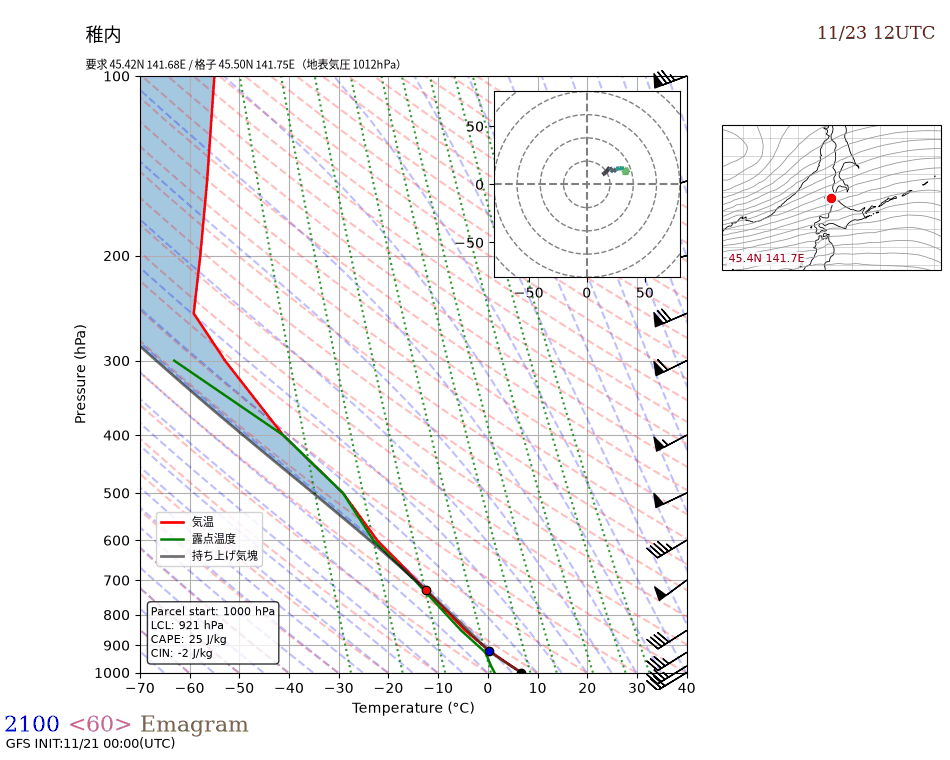 稚内
11/23 12UTC
要求 45.42N 141.68E / 格子 45.50N 141.75E（地表気圧 1012hPa）
100
200
300
400
500
600
700
800
900
1000
Pressure (hPa)
50
0
−50
−50 0 50
45.4N 141.7E
気温
露点温度
持ち上げ気塊
Parcel start: 1000 hPa
LCL: 921 hPa
CAPE: 25 J/kg
CIN: -2 J/kg
−70 −60 −50 −40 −30 −20 −10 0 10 20 30 40
Temperature (°C)
2100 <60> Emagram
GFS INIT:11/21 00:00(UTC)